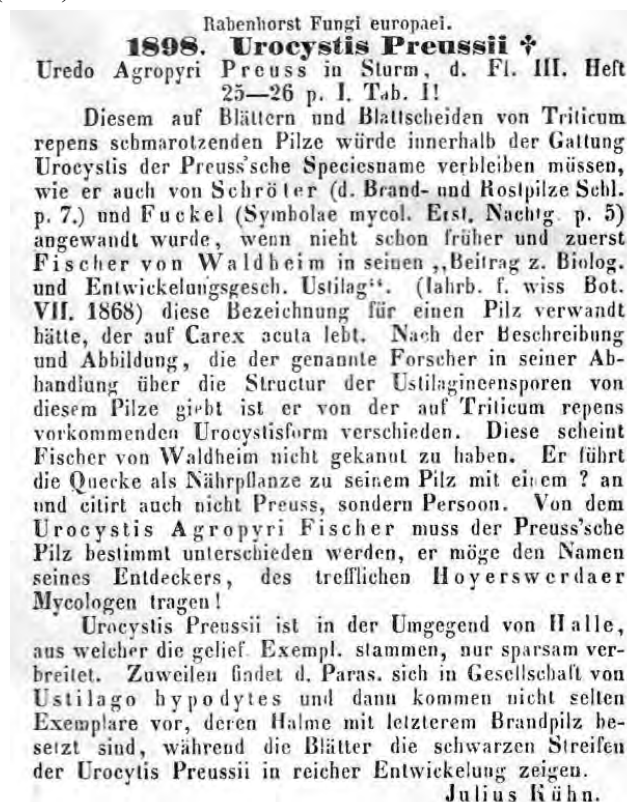 Rabenhorst Fungi europaei.
1898. Urocystis Preussii †
Uredo Agropyri Preuss in Sturm, d. Fl. III. Heft
25—26 p. I. Tab. I!
Diesem auf Blättern und Blattscheiden von Triticum
repens schmarotzenden Pilze würde innerhalb der Gattung
Urocystis der Preuss'sche Speciesname verbleiben müssen,
wie er auch von Schröter (d. Brand- und Rostpilze Schl.
p. 7.) und Fuckel (Symbolae mycol. Erst. Nachtg. p. 5)
angewandt wurde, wenn nicht schon früher und zuerst
Fischer von Waldheim in seinen „Beitrag z. Biolog.
und Entwickelungsgesch. Ustilag“. (Iahrb. f. wiss Bot.
VII. 1868) diese Bezeichnung für einen Pilz verwandt
hätte, der auf Carex acuta lebt. Nach der Beschreibung
und Abbildung, die der genannte Forscher in seiner Ab-
handlung über die Structur der Ustilagineensporen von
diesem Pilze giebt ist er von der auf Triticum repens
vorkommenden Urocystisform verschieden. Diese scheint
Fischer von Waldheim nicht gekannt zu haben. Er führt
die Quecke als Nährpflanze zu seinem Pilz mit einem ? an
und citirt auch nicht Preuss, sondern Persoon. Von dem
Urocystis Agropyri Fischer muss der Preuss'sche
Pilz bestimmt unterschieden werden, er möge den Namen
seines Entdeckers, des trefflichen Hoyerswerdaer
Mycologen tragen!
Urocystis Preussii ist in der Umgegend von Halle,
aus welcher die gelief. Exempl. stammen, nur sparsam ver-
breitet. Zuweilen findet d. Paras. sich in Gesellschaft von
Ustilago hypodytes und dann kommen nicht selten
Exemplare vor, deren Halme mit letzterem Brandpilz be-
setzt sind, während die Blätter die schwarzen Streifen
der Urocytis Preussii in reicher Entwickelung zeigen.
Julius Kühn.